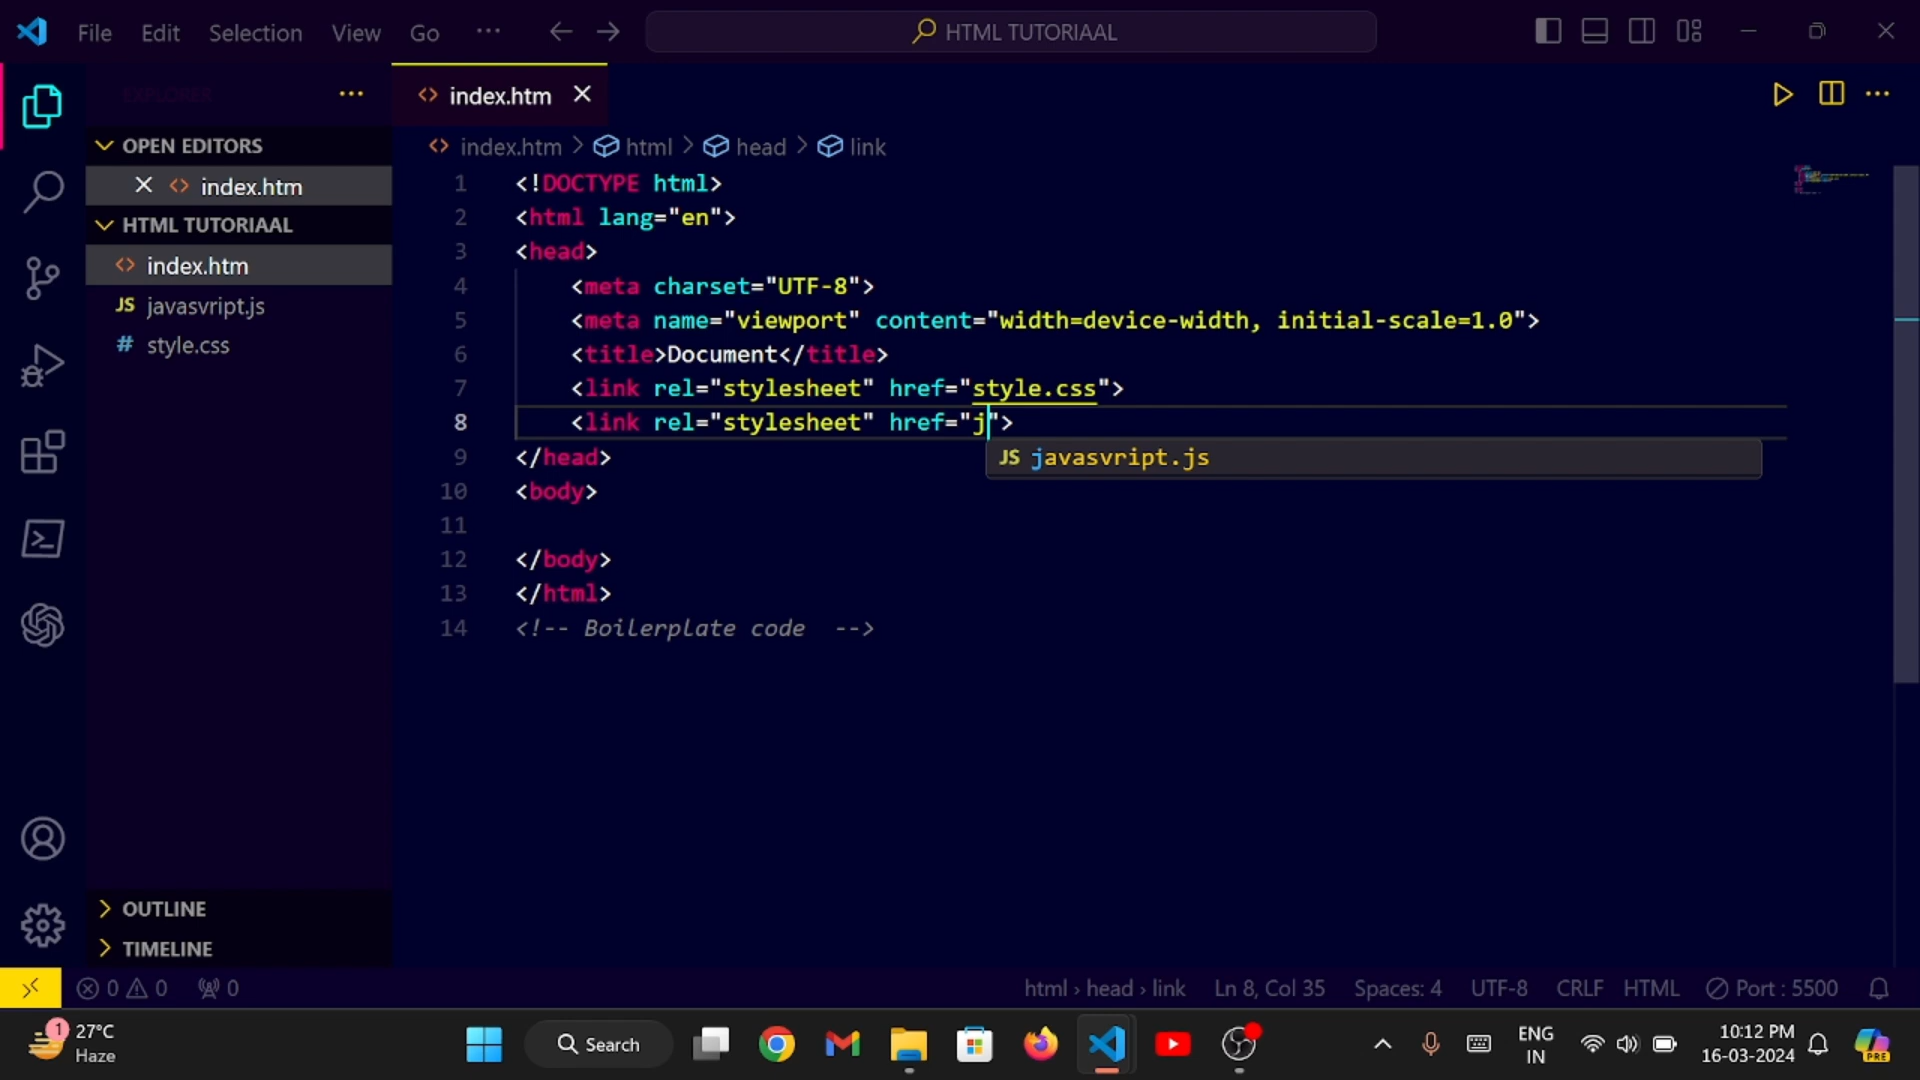 File Edit Selection View Go ··· HTML TUTORIAAL
EXPLORER ···
index.htm
OPEN EDITORS
index.htm
HTML TUTORIAAL
index.htm
JS javasvript.js
# style.css
OUTLINE
TIMELINE
index.htm > html > head > link
1 <!DOCTYPE html>
2 <html lang="en">
3 <head>
4 <meta charset="UTF-8">
5 <meta name="viewport" content="width=device-width, initial-scale=1.0">
6 <title>Document</title>
7 <link rel="stylesheet" href="style.css">
8 <link rel="stylesheet" href="j">
JS javasvript.js
9 </head>
10 <body>
11
12 </body>
13 </html>
14 <!-- Boilerplate code -->
0 0 0 html › head › link Ln 8, Col 35 Spaces: 4 UTF-8 CRLF HTML Port : 5500
1 27°C
Haze
Search
PRE
ENG
IN
10:12 PM
16-03-2024